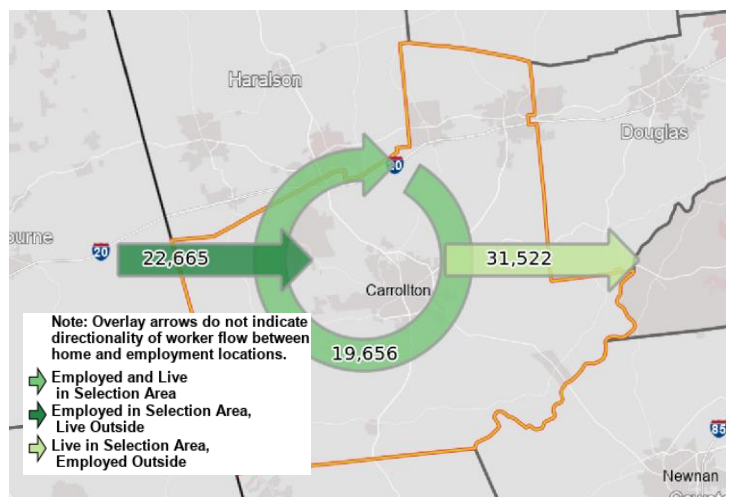 Haralson
Douglas
20
ourne
20
22,665
31,522
Carrollton
19,656
Note: Overlay arrows do not indicate
directionality of worker flow between
home and employment locations.
Employed and Live
in Selection Area
Employed in Selection Area,
Live Outside
Live in Selection Area,
Employed Outside
85
Newnan